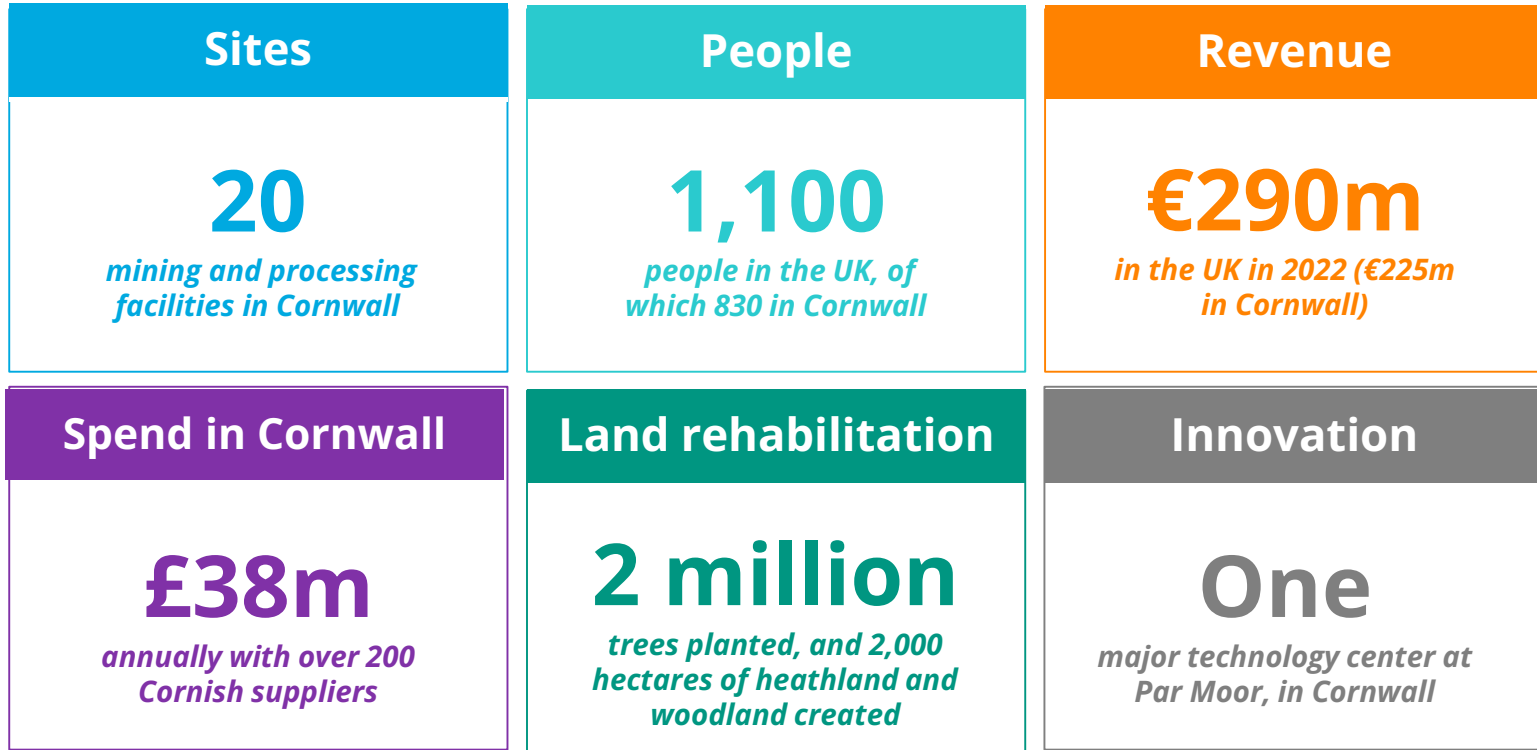 Sites
20
mining and processing
facilities in Cornwall
People
1,100
people in the UK, of
which 830 in Cornwall
Revenue
€290m
in the UK in 2022 (€225m
in Cornwall)
Spend in Cornwall
£38m
annually with over 200
Cornish suppliers
Land rehabilitation
2 million
trees planted, and 2,000
hectares of heathland and
woodland created
Innovation
One
major technology center at
Par Moor, in Cornwall